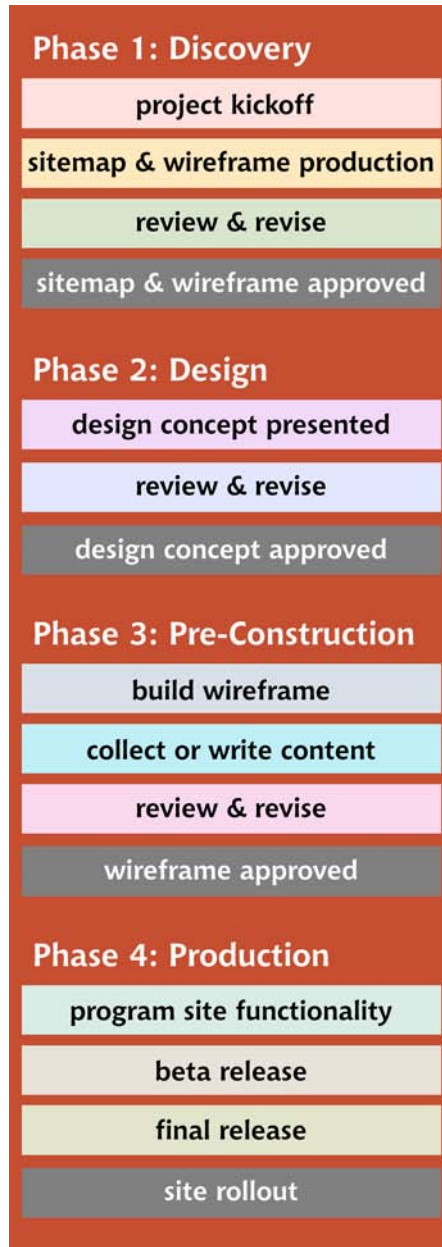 Phase 1: Discovery
project kickoff
sitemap & wireframe production
review & revise
sitemap & wireframe approved
Phase 2: Design
design concept presented
review & revise
design concept approved
Phase 3: Pre-Construction
build wireframe
collect or write content
review & revise
wireframe approved
Phase 4: Production
program site functionality
beta release
final release
site rollout